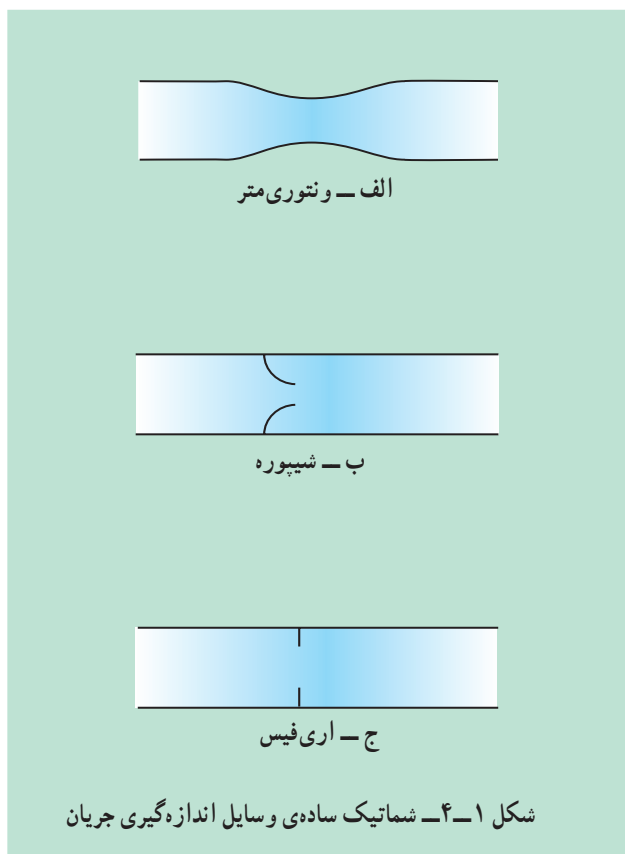 الف ــ ونتوری‌متر
ب ــ شیپوره
ج ــ اری‌فیس
شکل ۱ــ۴ــ شماتیک ساده‌ی وسایل اندازه‌گیری جریان